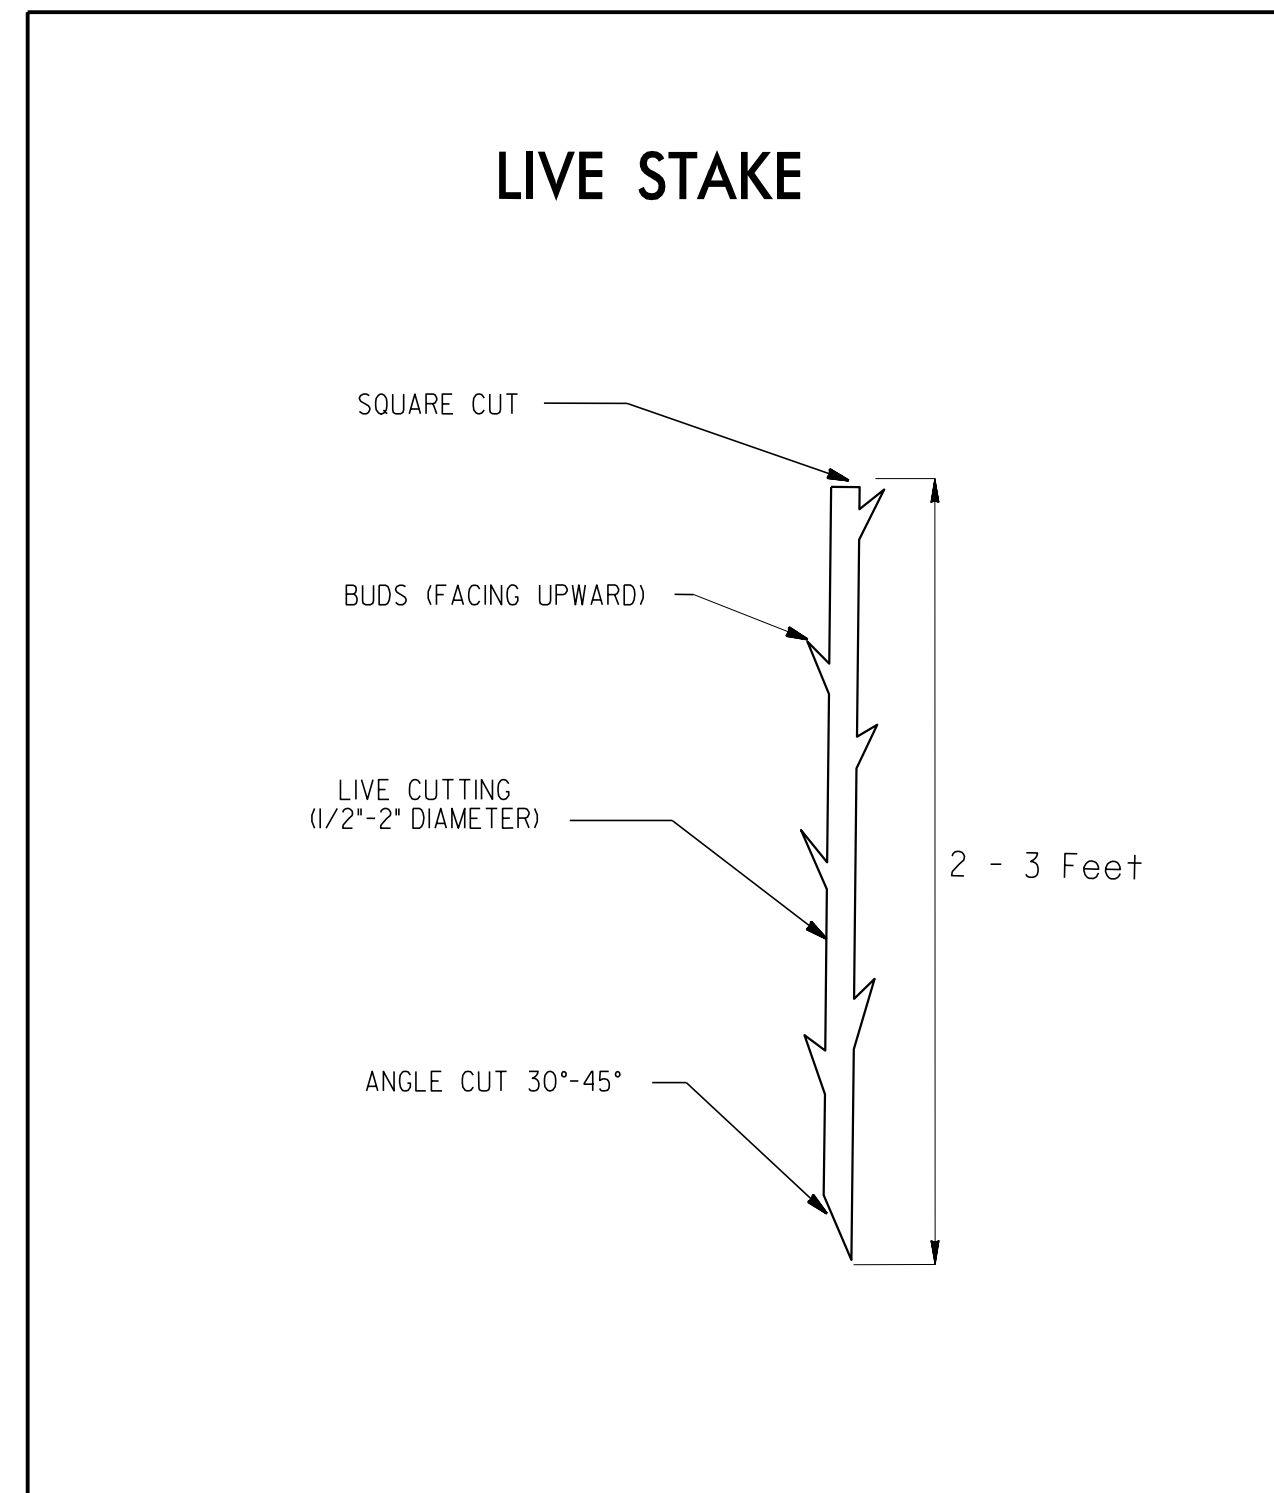 LIVE STAKE
SQUARE CUT
BUDS (FACING UPWARD)
LIVE CUTTING
(1/2"-2" DIAMETER)
2 - 3 Feet
ANGLE CUT 30°-45°